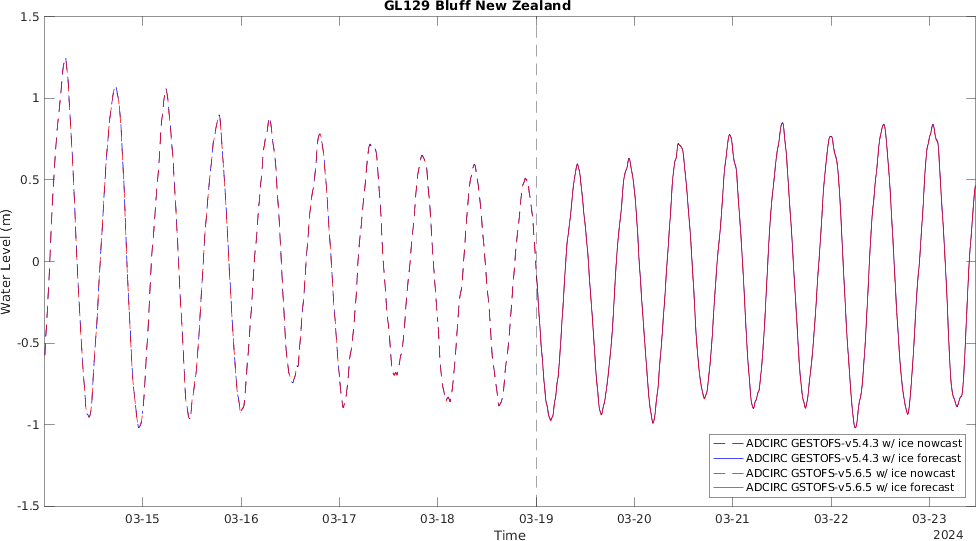 GL129 Bluff New Zealand
1.5
1
0.5
0
-0.5
-1
-1.5
Water Level (m)
ADCIRC GESTOFS-v5.4.3 w/ ice nowcast
ADCIRC GESTOFS-v5.4.3 w/ ice forecast
ADCIRC GSTOFS-v5.6.5 w/ ice nowcast
ADCIRC GSTOFS-v5.6.5 w/ ice forecast
03-15 03-16 03-17 03-18 03-19 03-20 03-21 03-22 03-23
Time
2024